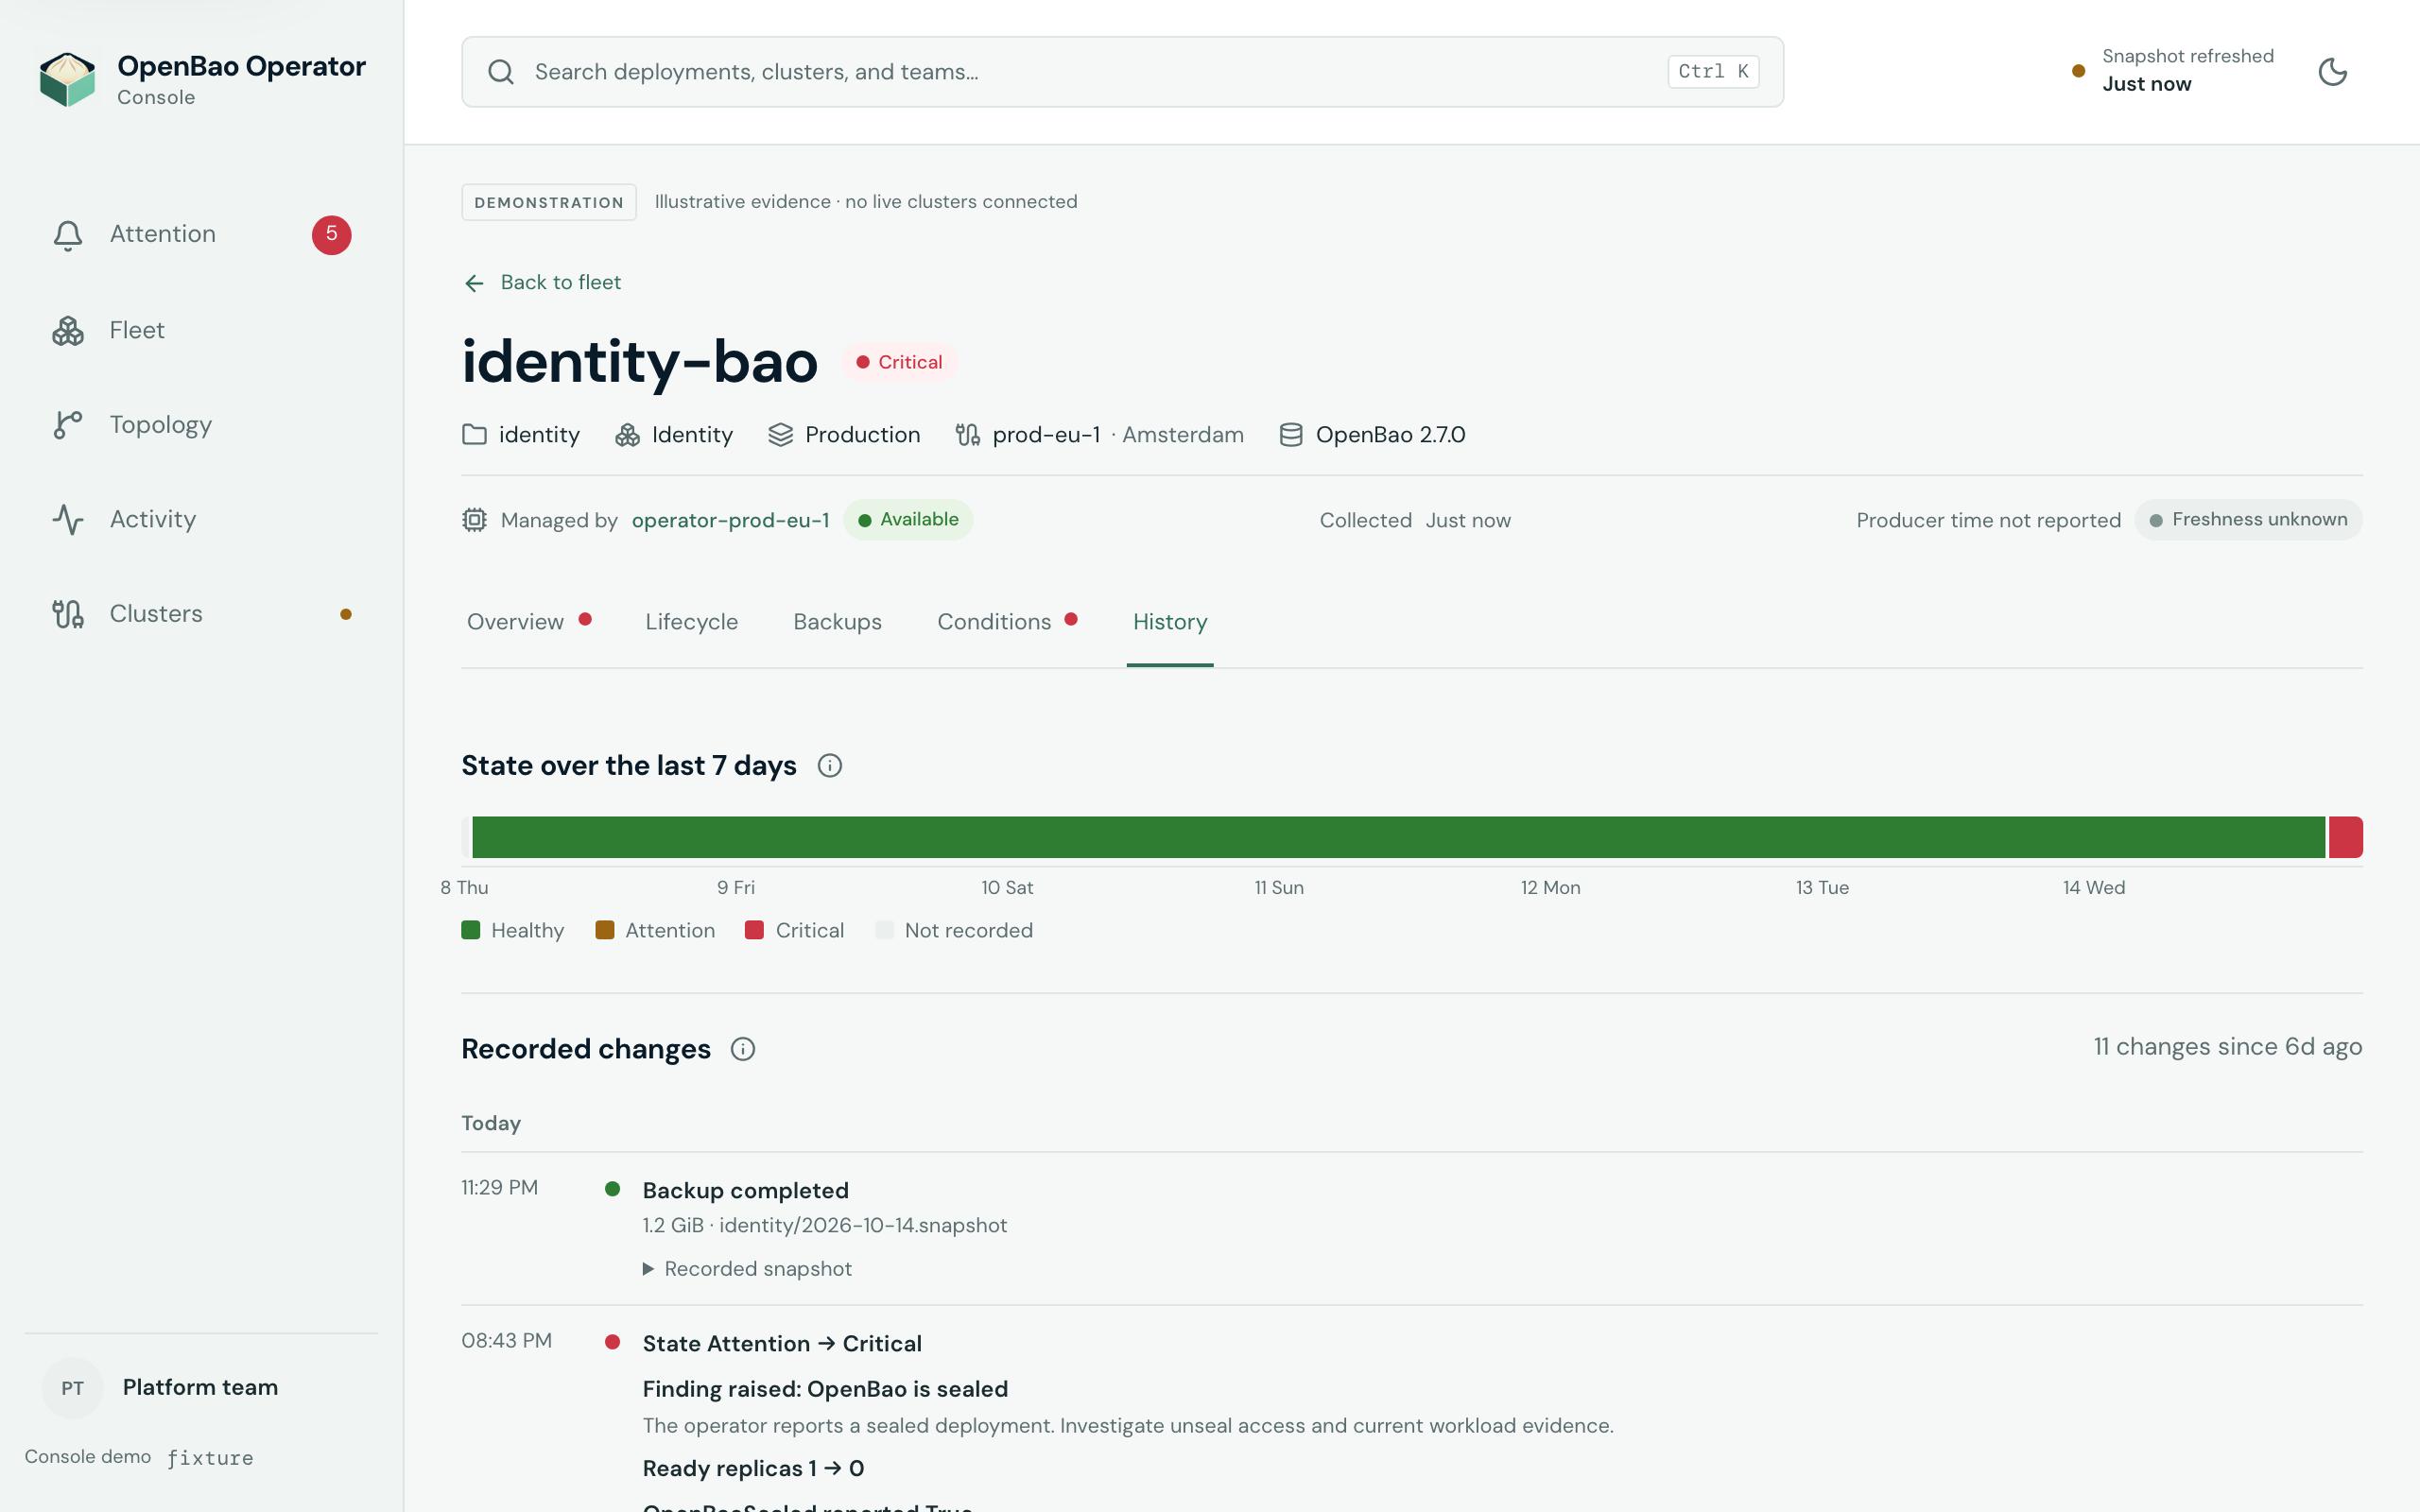 OpenBao Operator
Console
Search deployments, clusters, and teams...
Ctrl K
Snapshot refreshed
Just now
Attention
5
Fleet
Topology
Activity
Clusters
DEMONSTRATION
Illustrative evidence · no live clusters connected
Back to fleet
identity-bao
Critical
identity
Identity
Production
prod-eu-1 · Amsterdam
OpenBao 2.7.0
Managed by operator-prod-eu-1
Available
Collected Just now
Producer time not reported
Freshness unknown
Overview
Lifecycle
Backups
Conditions
History
State over the last 7 days
8 Thu
9 Fri
10 Sat
11 Sun
12 Mon
13 Tue
14 Wed
Healthy
Attention
Critical
Not recorded
Recorded changes
11 changes since 6d ago
Today
11:29 PM
Backup completed
1.2 GiB · identity/2026-10-14.snapshot
Recorded snapshot
08:43 PM
State Attention → Critical
Finding raised: OpenBao is sealed
The operator reports a sealed deployment. Investigate unseal access and current workload evidence.
Ready replicas 1 → 0
OpenBaoSealed reported True
PT
Platform team
Console demo fixture